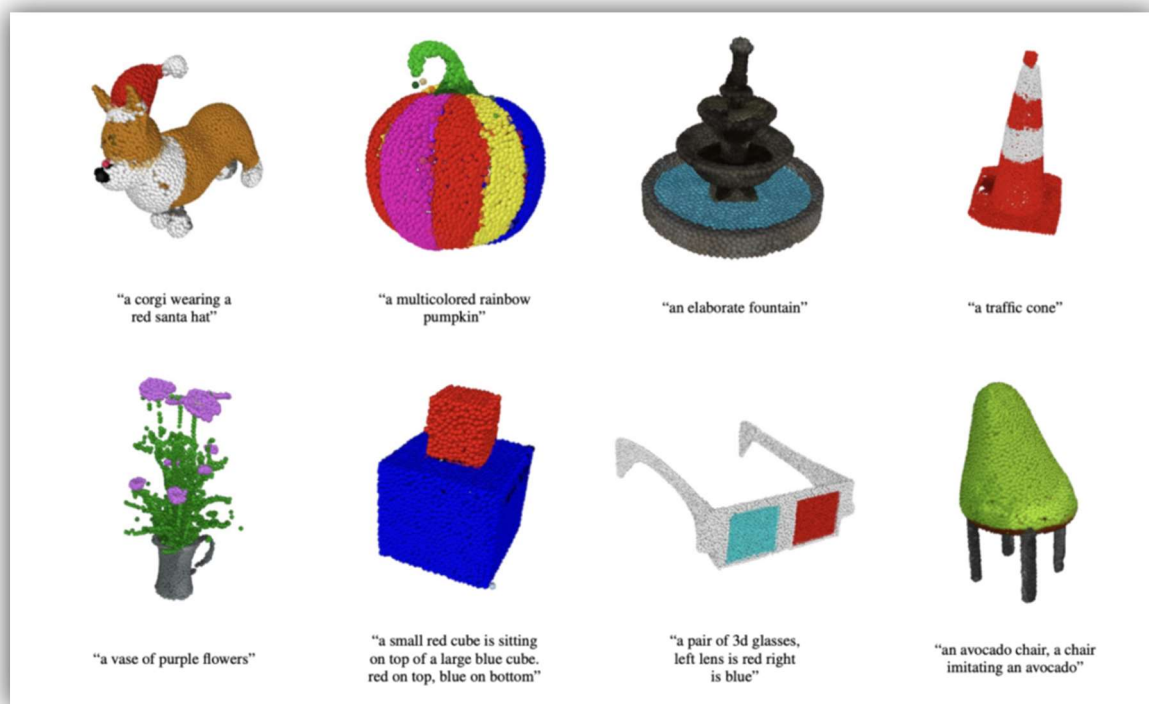 “a corgi wearing a
red santa hat”
“a multicolored rainbow
pumpkin”
“an elaborate fountain”
“a traffic cone”
“a vase of purple flowers”
“a small red cube is sitting
on top of a large blue cube.
red on top, blue on bottom”
“a pair of 3d glasses,
left lens is red right
is blue”
“an avocado chair, a chair
imitating an avocado”